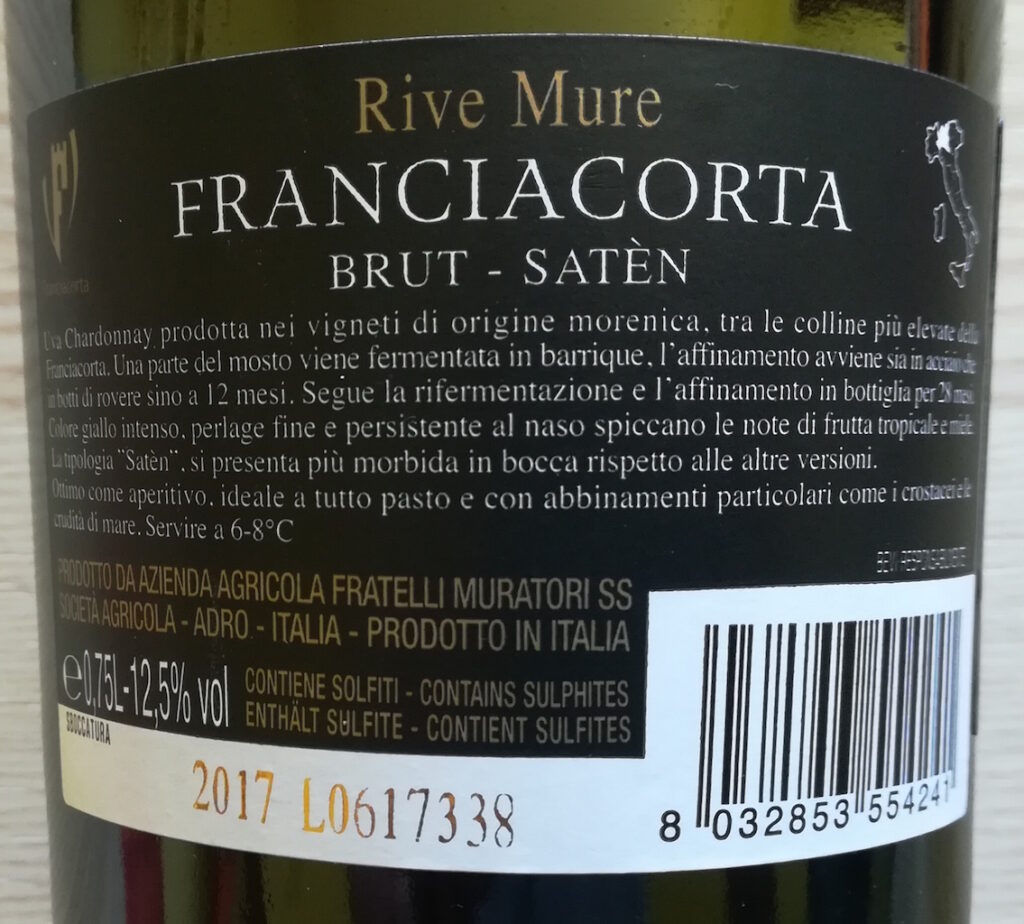 Rive Mure
FRANCIACORTA
BRUT - SATÈN
Franciacorta
Uva Chardonnay prodotta nei vigneti di origine morenica, tra le colline più elevate della
Franciacorta. Una parte del mosto viene fermentata in barrique, l'affinamento avviene sia in acciaio che
in botti di rovere sino a 12 mesi. Segue la rifermentazione e l'affinamento in bottiglia per 28 mesi.
Colore giallo intenso, perlage fine e persistente al naso spiccano le note di frutta tropicale e miele.
La tipologia "Satèn", si presenta più morbida in bocca rispetto alle altre versioni.
Ottimo come aperitivo, ideale a tutto pasto e con abbinamenti particolari come i crostacei e le
crudità di mare. Servire a 6-8°C
BEVI RESPONSABILMENTE
PRODOTTO DA AZIENDA AGRICOLA FRATELLI MURATORI SS
SOCIETÀ AGRICOLA - ADRO - ITALIA - PRODOTTO IN ITALIA
e0,75L-12,5% vol
CONTIENE SOLFITI - CONTAINS SULPHITES
ENTHÄLT SULFITE - CONTIENT SULFITES
SBOCCATURA
2017 L0617338
8 032853 554241